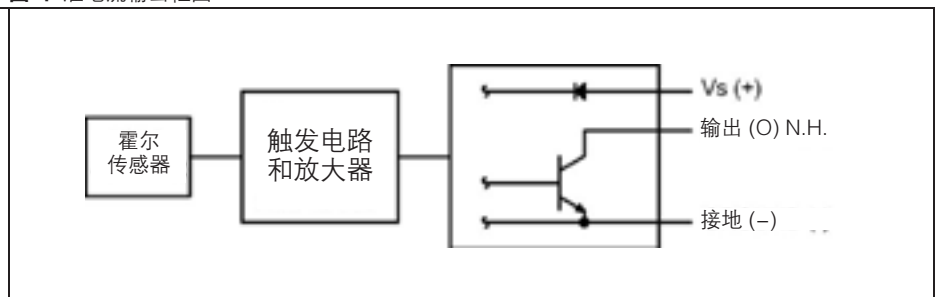 霍尔
传感器
触发电路
和放大器
Vs (+)
输出 (O) N.H.
接地 (–)